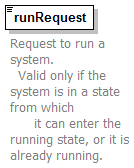 runRequest
Request to run a
system.
Valid only if the
system is in a state
from which
it can enter the
running state, or it is
already running.